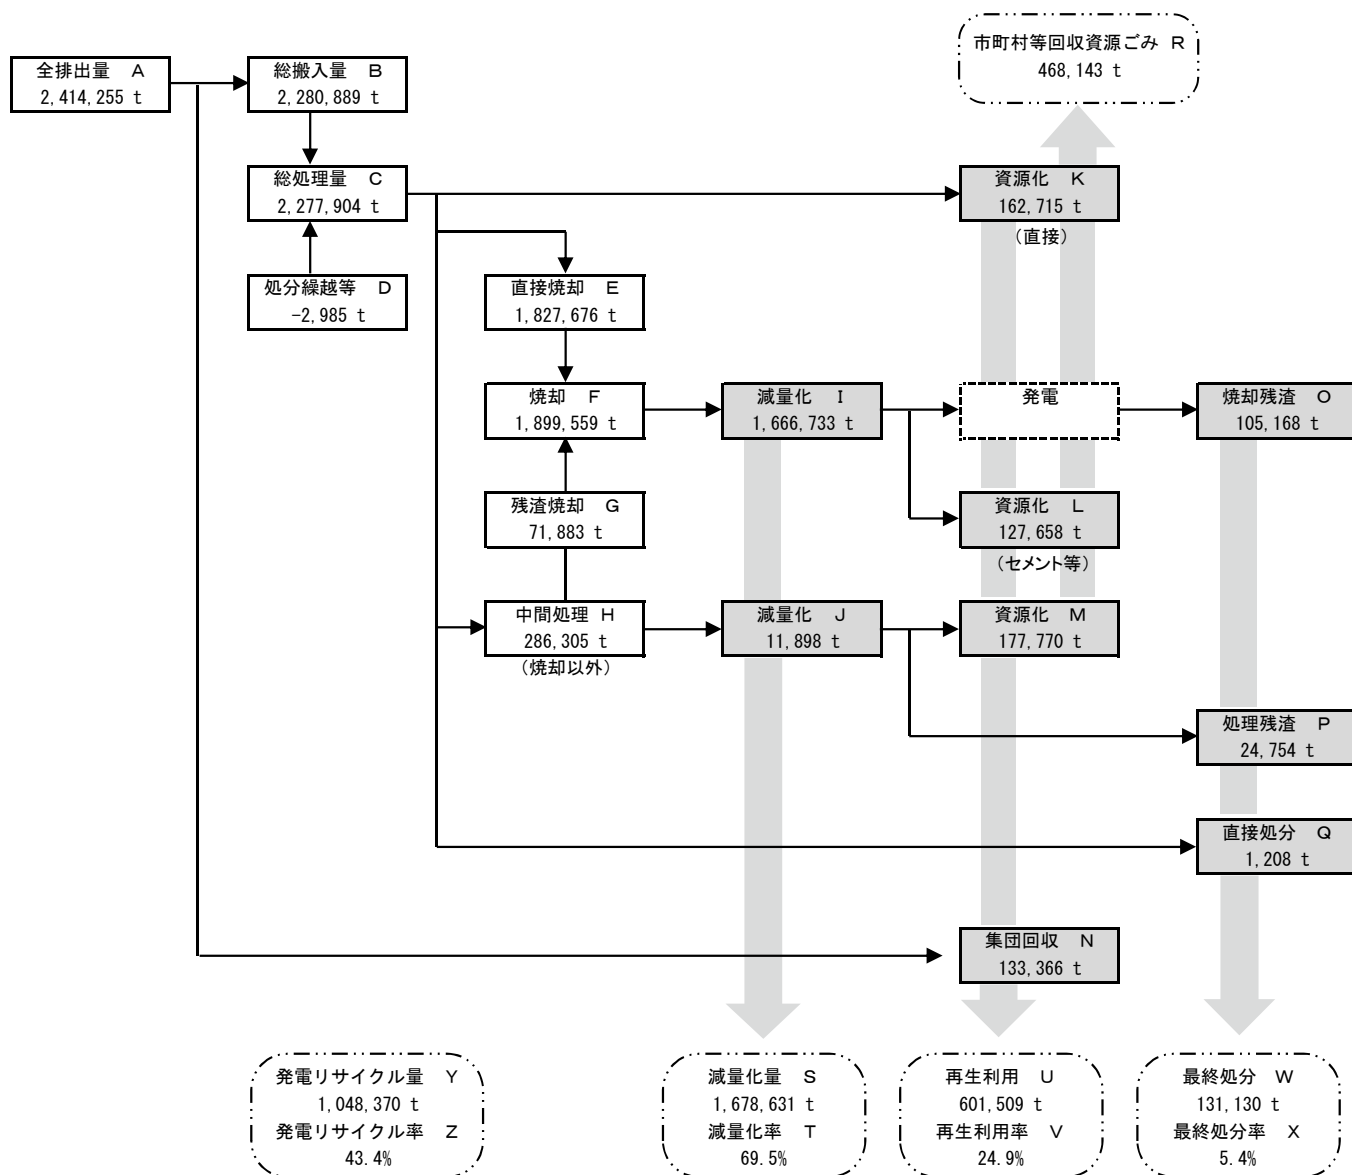 市町村等回収資源ごみ R
468,143 t
全排出量 A
2,414,255 t
総搬入量 B
2,280,889 t
総処理量 C
2,277,904 t
資源化 K
162,715 t
(直接)
処分繰越等 D
-2,985 t
直接焼却 E
1,827,676 t
焼却 F
1,899,559 t
減量化 I
1,666,733 t
発電
焼却残渣 O
105,168 t
残渣焼却 G
71,883 t
資源化 L
127,658 t
(セメント等)
中間処理 H
286,305 t
(焼却以外)
減量化 J
11,898 t
資源化 M
177,770 t
処理残渣 P
24,754 t
直接処分 Q
1,208 t
集団回収 N
133,366 t
発電リサイクル量 Y
1,048,370 t
発電リサイクル率 Z
43.4%
減量化量 S
1,678,631 t
減量化率 T
69.5%
再生利用 U
601,509 t
再生利用率 V
24.9%
最終処分 W
131,130 t
最終処分率 X
5.4%